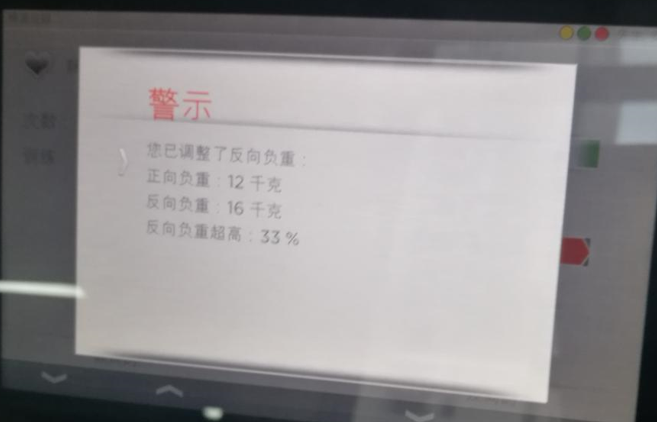 警示
您已调整了反向负重：
正向负重：12 千克
反向负重：16 千克
反向负重超高：33 %